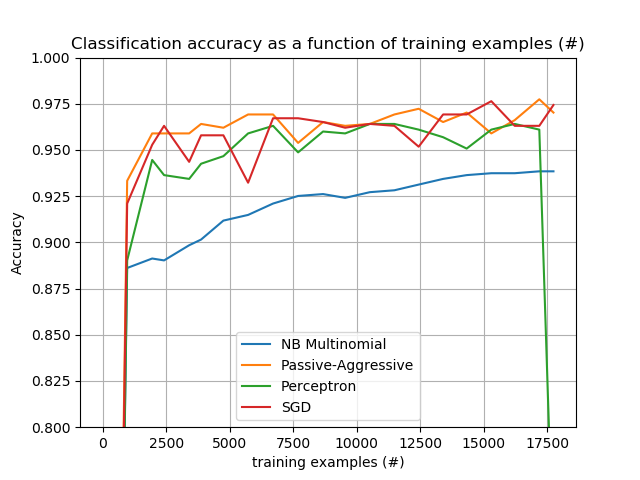 Classification accuracy as a function of training examples (#)
1.000
0.975
0.950
0.925
0.900
0.875
0.850
0.825
0.800
Accuracy
NB Multinomial
Passive-Aggressive
Perceptron
SGD
0 2500 5000 7500 10000 12500 15000 17500
training examples (#)